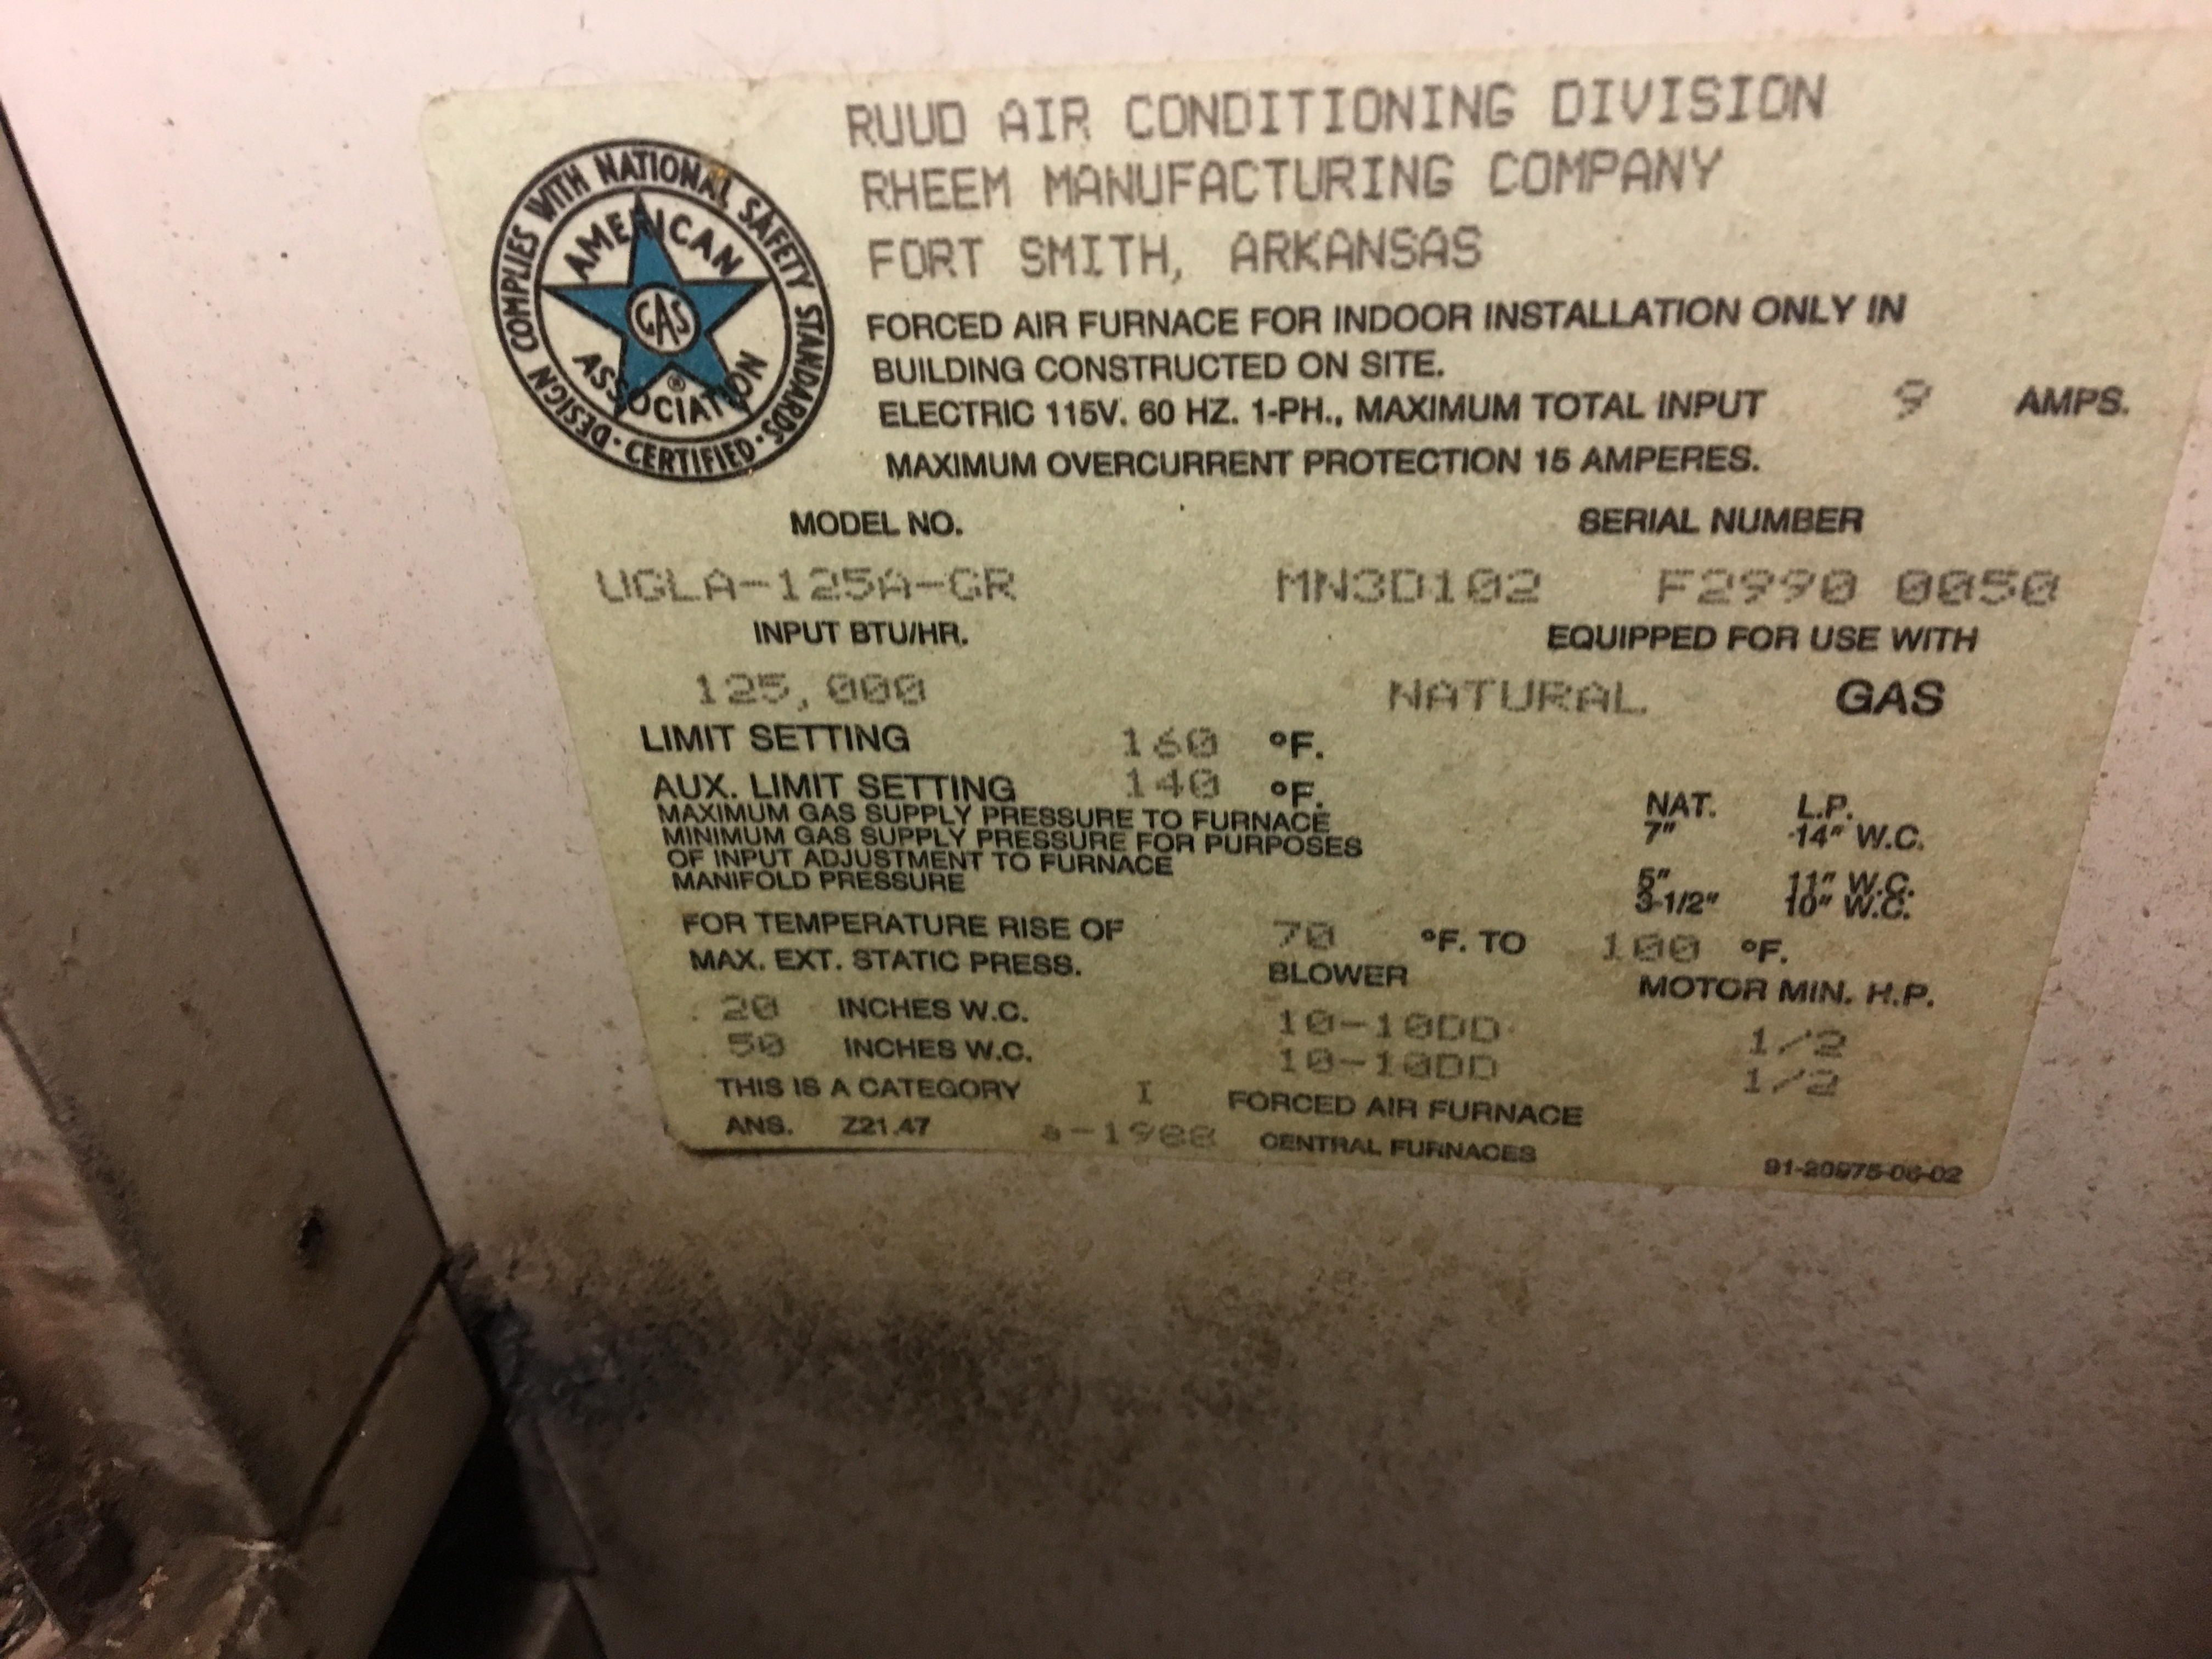 DESIGN COMPLIES WITH NATIONAL SAFETY STANDARDS · CERTIFIED ·
AMERICAN
GAS
ASSOCIATION
®
RUUD AIR CONDITIONING DIVISION
RHEEM MANUFACTURING COMPANY
FORT SMITH, ARKANSAS
FORCED AIR FURNACE FOR INDOOR INSTALLATION ONLY IN
BUILDING CONSTRUCTED ON SITE.
ELECTRIC 115V. 60 HZ. 1-PH., MAXIMUM TOTAL INPUT 9 AMPS.
MAXIMUM OVERCURRENT PROTECTION 15 AMPERES.
MODEL NO. SERIAL NUMBER
UGLA-125A-GR MN3D102 F2990 0050
INPUT BTU/HR. EQUIPPED FOR USE WITH
125,000 NATURAL GAS
LIMIT SETTING 160 °F.
AUX. LIMIT SETTING 140 °F.
NAT. L.P.
MAXIMUM GAS SUPPLY PRESSURE TO FURNACE 7" 14" W.C.
MINIMUM GAS SUPPLY PRESSURE FOR PURPOSES
OF INPUT ADJUSTMENT TO FURNACE 5" 11" W.C.
MANIFOLD PRESSURE 3-1/2" 10" W.C.
FOR TEMPERATURE RISE OF 70 °F. TO 100 °F.
MAX. EXT. STATIC PRESS. BLOWER MOTOR MIN. H.P.
.20 INCHES W.C. 10-10DD 1/2
.50 INCHES W.C. 10-10DD 1/2
THIS IS A CATEGORY I FORCED AIR FURNACE
ANS. Z21.47 a-1988 CENTRAL FURNACES
91-20975-06-02